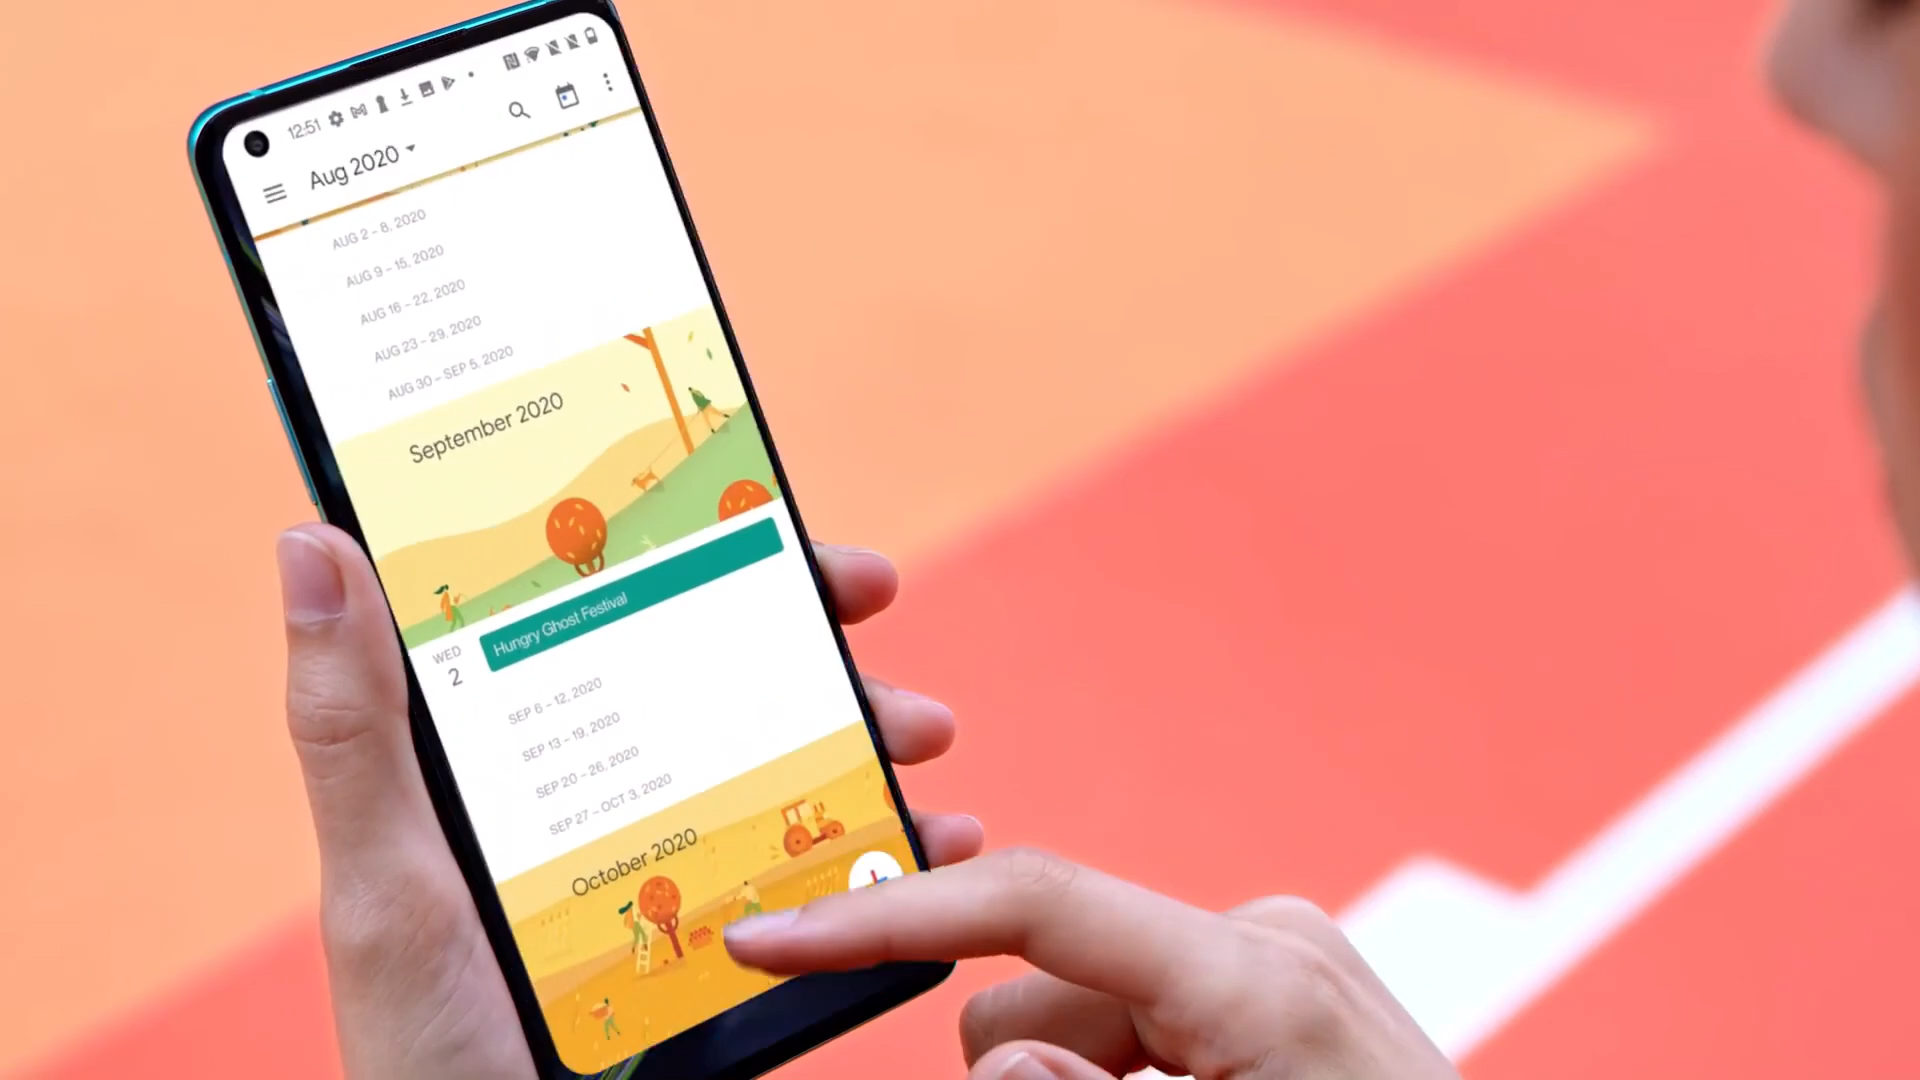 12:51
Aug 2020
AUG 2 – 8, 2020
AUG 9 – 15, 2020
AUG 16 – 22, 2020
AUG 23 – 29, 2020
AUG 30 – SEP 5, 2020
September 2020
WED
2
Hungry Ghost Festival
SEP 6 – 12, 2020
SEP 13 – 19, 2020
SEP 20 – 26, 2020
SEP 27 – OCT 3, 2020
October 2020